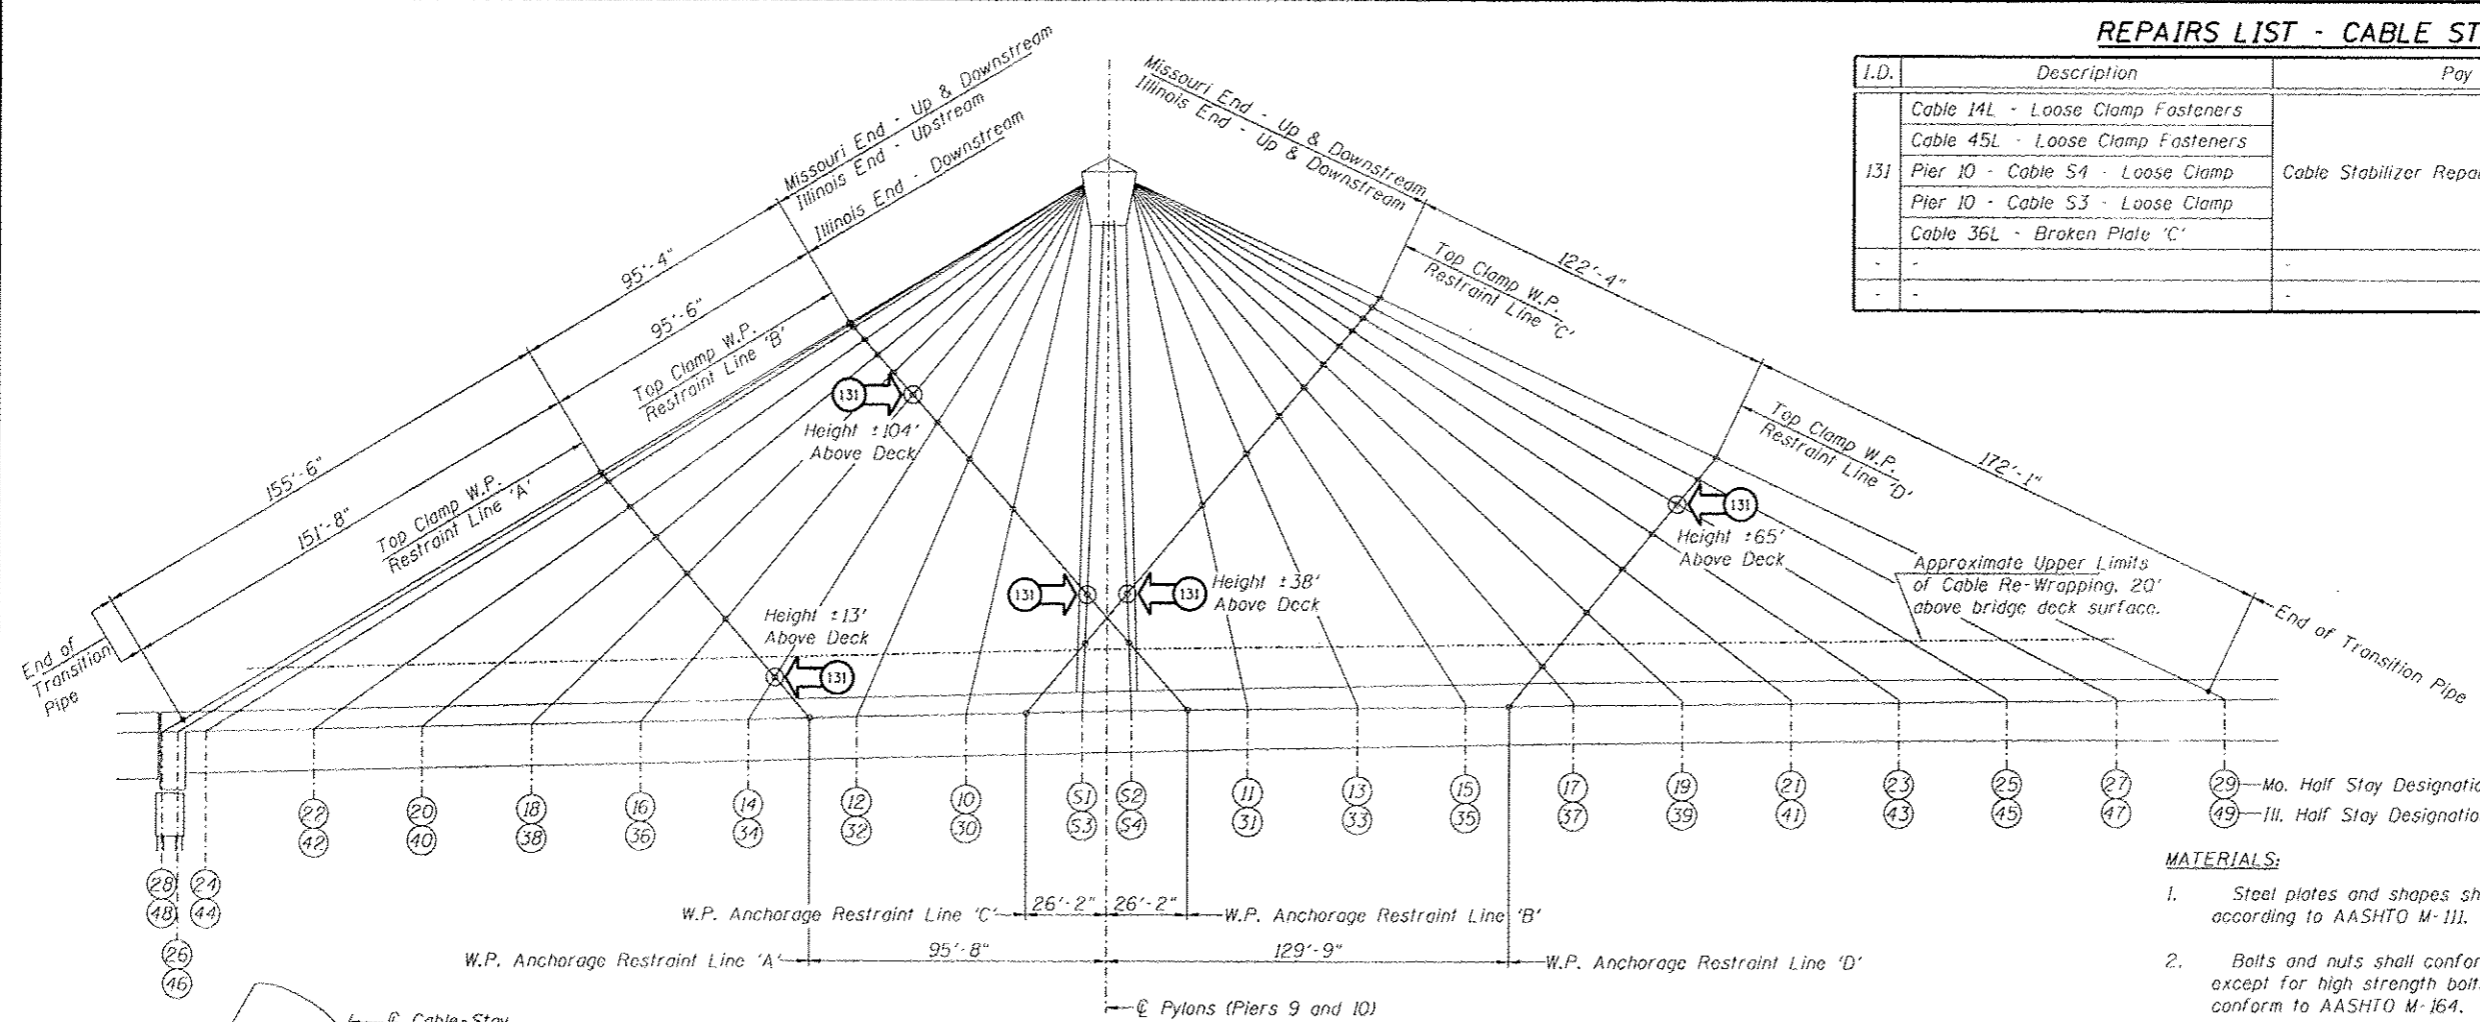 REPAIRS LIST - CABLE ST
I.D.
Description
Pay
131
Cable 14L - Loose Clamp Fasteners
Cable 45L - Loose Clamp Fasteners
Pier 10 - Cable S4 - Loose Clamp
Pier 10 - Cable S3 - Loose Clamp
Cable 36L - Broken Plate 'C'
Cable Stabilizer Repai
- - -
- - -
Missouri End - Up & Downstream
Illinois End - Upstream
Illinois End - Downstream
Missouri End - Up & Downstream
Illinois End - Up & Downstream
95'-4"
95'-6"
Top Clamp W.P.
Restraint Line 'B'
155'-6"
151'-8"
Top Clamp W.P.
Restraint Line 'A'
End of
Transition
Pipe
122'-4"
Top Clamp W.P.
Restraint Line 'C'
172'-1"
Top Clamp W.P.
Restraint Line 'D'
End of Transition Pipe
131
Height ±104'
Above Deck
131
Height ±65'
Above Deck
131
131
Height ±38'
Above Deck
Height ±13'
Above Deck
131
Approximate Upper Limits
of Cable Re-Wrapping, 20'
above bridge deck surface.
22 20 18 16 14 12 10 S1 S2 11 13 15 17 19 21 23 25 27 29 Mo. Half Stay Designatio
42 40 38 36 34 32 30 S3 S4 31 33 35 37 39 41 43 45 47 49 Ill. Half Stay Designatio
28 24
48 44
26
46
W.P. Anchorage Restraint Line 'C' 26'-2" 26'-2" W.P. Anchorage Restraint Line 'B'
W.P. Anchorage Restraint Line 'A' 95'-8" 129'-9" W.P. Anchorage Restraint Line 'D'
℄ Pylons (Piers 9 and 10)
℄ Cable-Stay
MATERIALS:
1. Steel plates and shapes sh
according to AASHTO M-111.
2. Bolts and nuts shall confor
except for high strength bolt
conform to AASHTO M-164.